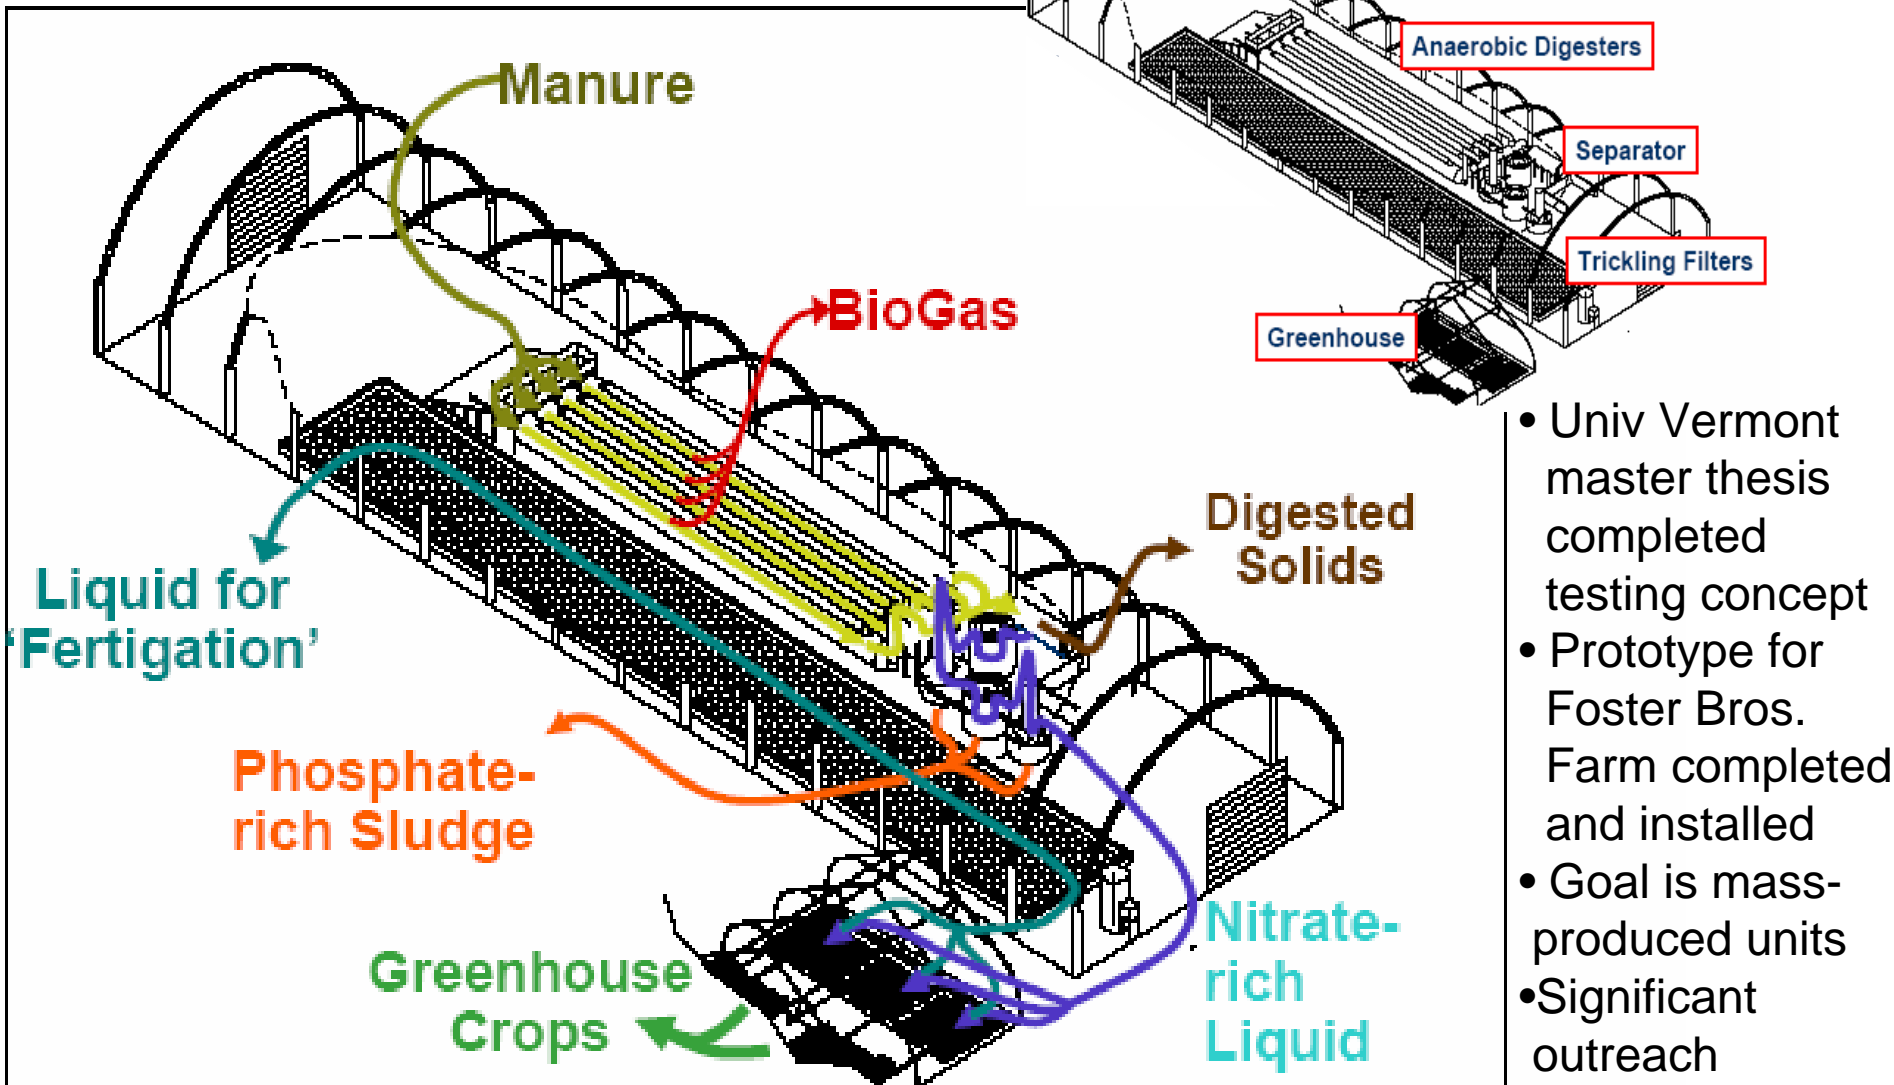 Manure
BioGas
Digested
Solids
Liquid for
‘Fertigation’
Phosphate-
rich Sludge
Greenhouse
Crops
Nitrate-
rich
Liquid
Anaerobic Digesters
Separator
Trickling Filters
Greenhouse
• Univ Vermont
master thesis
completed
testing concept
• Prototype for
Foster Bros.
Farm completed
and installed
• Goal is mass-
produced units
•Significant
outreach